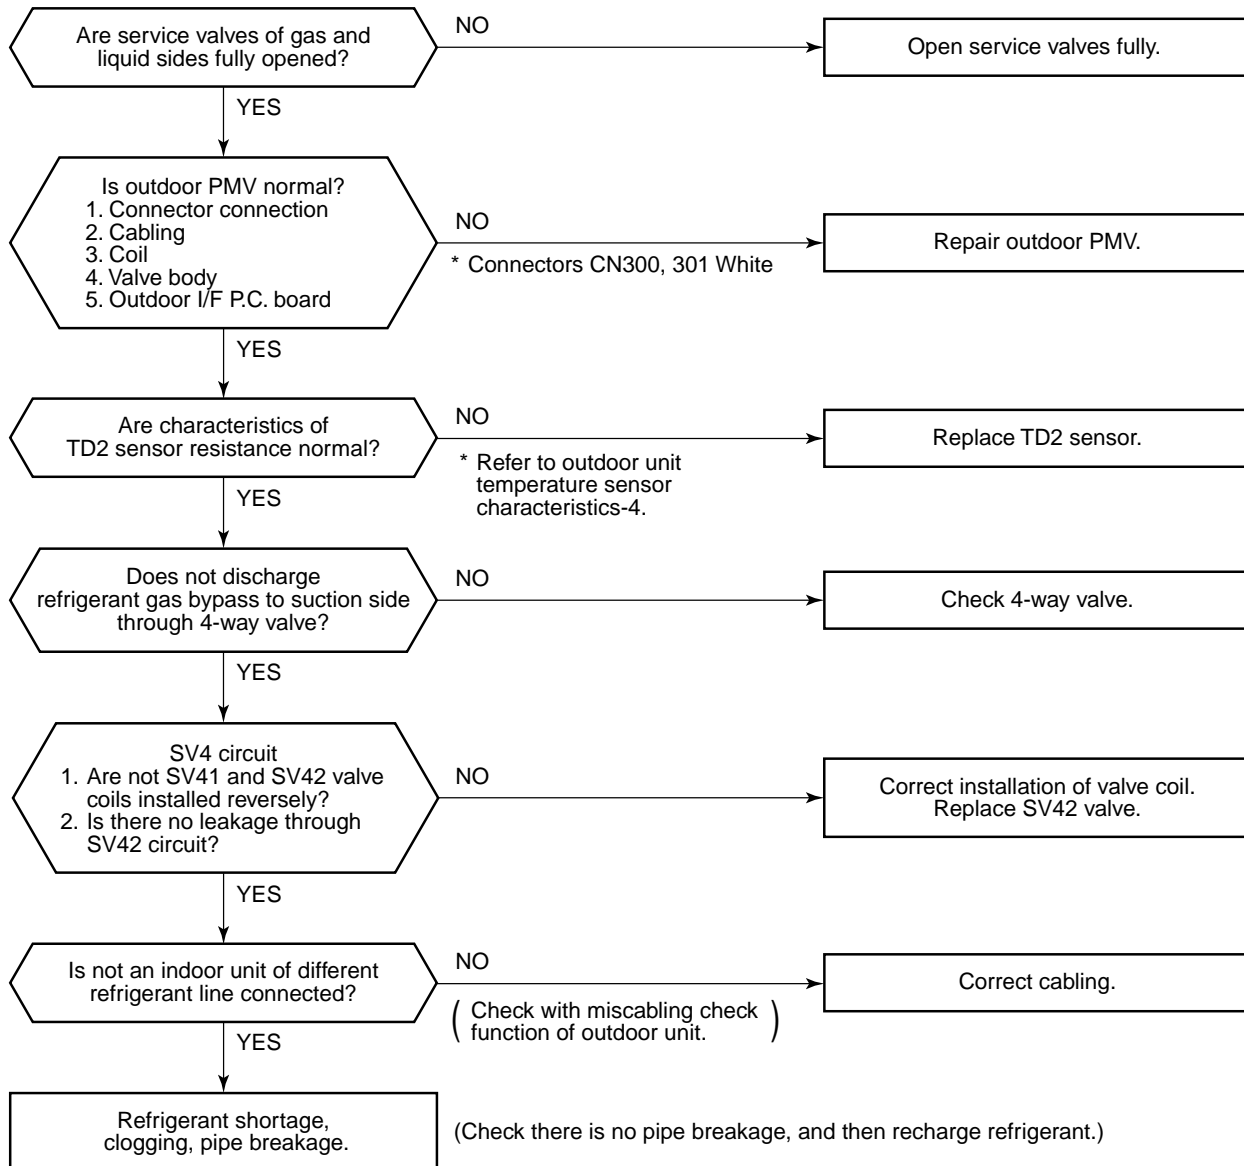 Are service valves of gas and
liquid sides fully opened?
NO
Open service valves fully.
YES
Is outdoor PMV normal?
1. Connector connection
2. Cabling
3. Coil
4. Valve body
5. Outdoor I/F P.C. board
NO
* Connectors CN300, 301 White
Repair outdoor PMV.
YES
Are characteristics of
TD2 sensor resistance normal?
NO
* Refer to outdoor unit
temperature sensor
characteristics-4.
Replace TD2 sensor.
YES
Does not discharge
refrigerant gas bypass to suction side
through 4-way valve?
NO
Check 4-way valve.
YES
SV4 circuit
1. Are not SV41 and SV42 valve
coils installed reversely?
2. Is there no leakage through
SV42 circuit?
NO
Correct installation of valve coil.
Replace SV42 valve.
YES
Is not an indoor unit of different
refrigerant line connected?
NO
( Check with miscabling check
function of outdoor unit. )
Correct cabling.
YES
Refrigerant shortage,
clogging, pipe breakage.
(Check there is no pipe breakage, and then recharge refrigerant.)